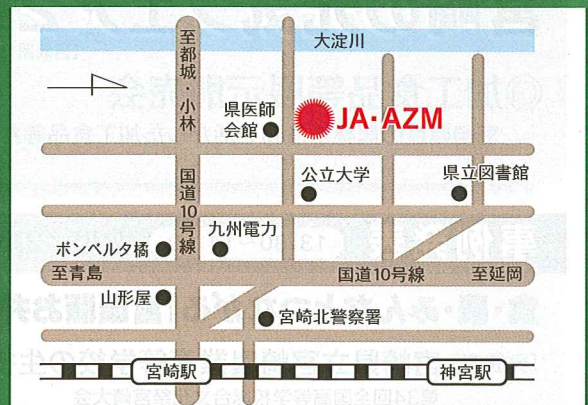 大淀川
至都城・小林
県医師
会館
JA・AZM
公立大学
県立図書館
国道10号線
九州電力
ボンベルタ橘
至青島
国道10号線
至延岡
山形屋
宮崎北警察署
宮崎駅
神宮駅